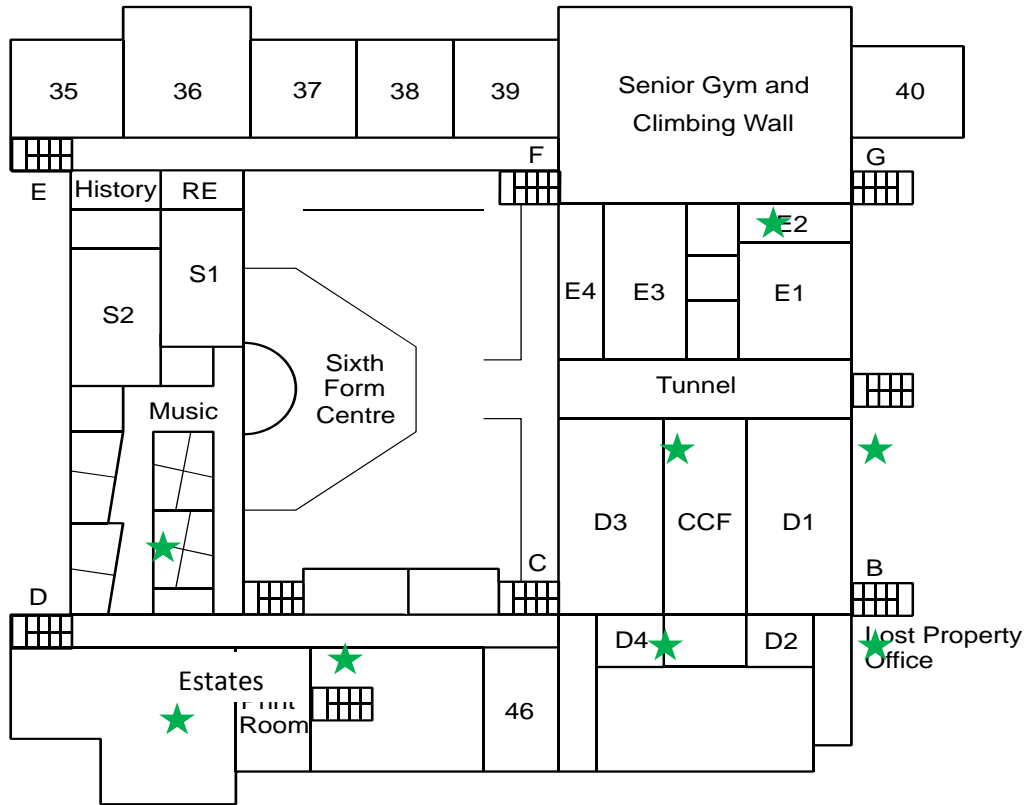 35
36
37
38
39
Senior Gym and
Climbing Wall
40
F
G
E
History
RE
E2
S1
E4
E3
E1
S2
Sixth
Form
Centre
Tunnel
Music
D3
CCF
D1
C
B
D
D4
D2
Lost Property
Office
Estates
Print
Room
46